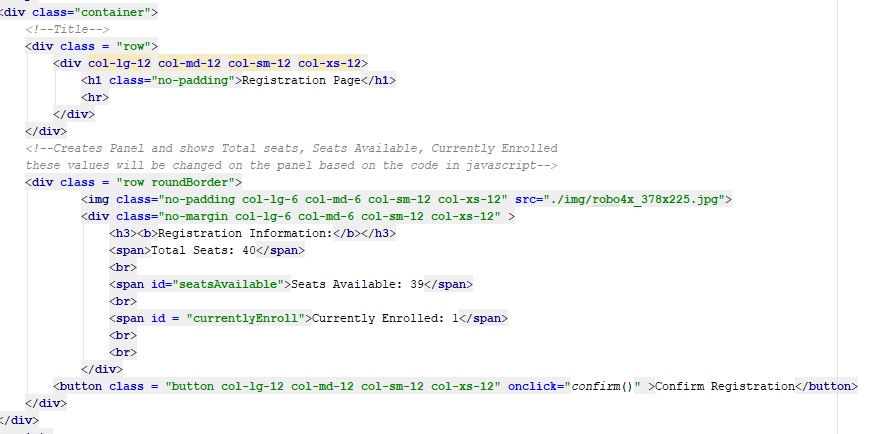 <div class="container">
<!--Title-->
<div class = "row">
<div col-lg-12 col-md-12 col-sm-12 col-xs-12>
<h1 class="no-padding">Registration Page</h1>
<hr>
</div>
</div>
<!--Creates Panel and shows Total seats, Seats Available, Currently Enrolled
these values will be changed on the panel based on the code in javascript-->
<div class = "row roundBorder">
<img class="no-padding col-lg-6 col-md-6 col-sm-12 col-xs-12" src="./img/robo4x_378x225.jpg">
<div class="no-margin col-lg-6 col-md-6 col-sm-12 col-xs-12" >
<h3><b>Registration Information:</b></h3>
<span>Total Seats: 40</span>
<br>
<span id="seatsAvailable">Seats Available: 39</span>
<br>
<span id = "currentlyEnroll">Currently Enrolled: 1</span>
<br>
<br>
</div>
<button class = "button col-lg-12 col-md-12 col-sm-12 col-xs-12" onclick="confirm()" >Confirm Registration</button>
</div>
</div>